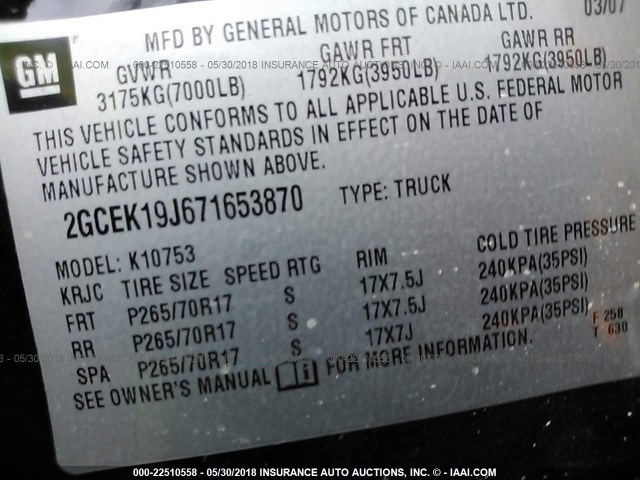 GM
MFD BY GENERAL MOTORS OF CANADA LTD. 03/07
GVWR GAWR FRT GAWR RR
3175KG(7000LB) 1792KG(3950LB) 1792KG(3950LB)
THIS VEHICLE CONFORMS TO ALL APPLICABLE U.S. FEDERAL MOTOR
VEHICLE SAFETY STANDARDS IN EFFECT ON THE DATE OF
MANUFACTURE SHOWN ABOVE.
2GCEK19J671653870 TYPE: TRUCK
MODEL: K10753
KRJC TIRE SIZE SPEED RTG RIM COLD TIRE PRESSURE
FRT P265/70R17 S 17X7.5J 240KPA(35PSI)
RR P265/70R17 S 17X7.5J 240KPA(35PSI)
SPA P265/70R17 S 17X7J 240KPA(35PSI)
SEE OWNER'S MANUAL FOR MORE INFORMATION.
F 258
T 630
000-22510558 - 05/30/2018 INSURANCE AUTO AUCTIONS, INC. - IAAI.COM